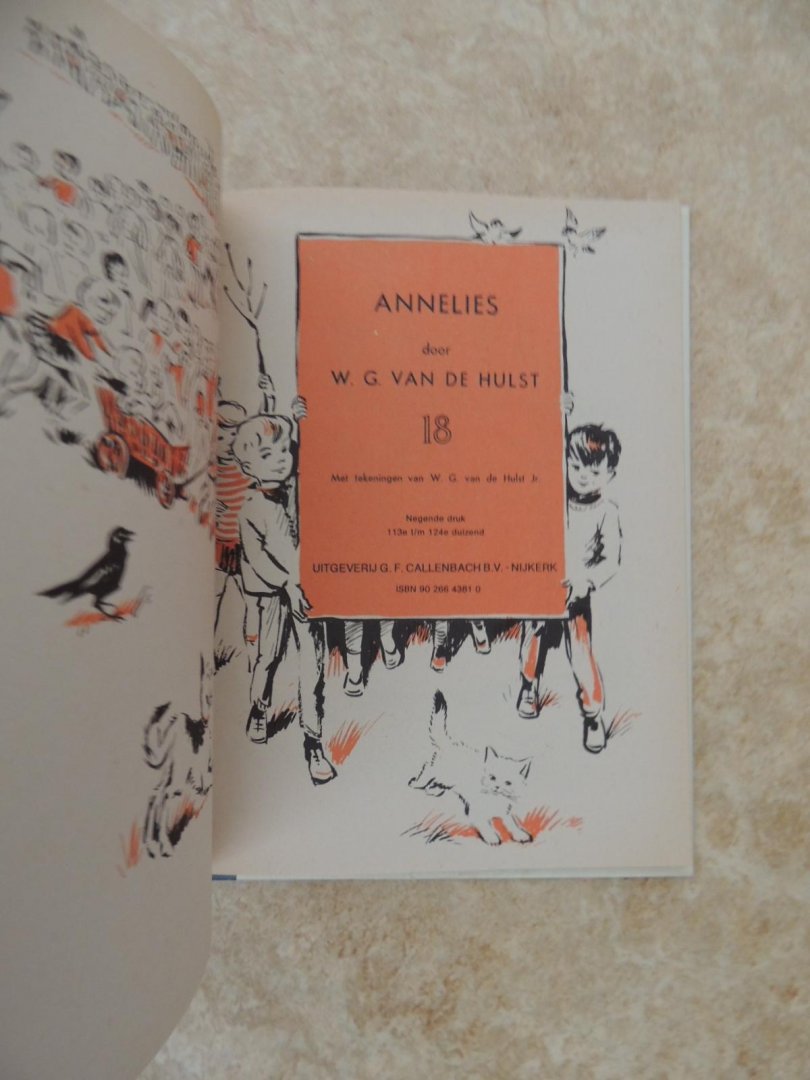 ANNELIES
door
W. G. VAN DE HULST
18
Met tekeningen van W. G. van de Hulst Jr.
Negende druk
113e t/m 124e duizend
UITGEVERIJ G. F. CALLENBACH B.V. - NIJKERK
ISBN 90 266 4381 0